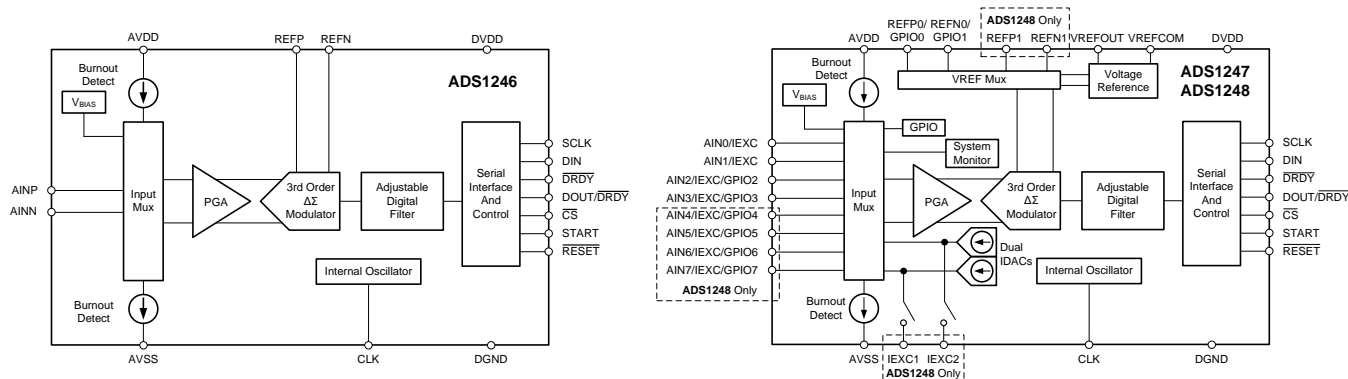 AVDD
REFP REFN
DVDD
Burnout
Detect
ADS1246
VBIAS
Input
Mux
PGA
3rd Order
ΔΣ
Modulator
Adjustable
Digital
Filter
Serial
Interface
And
Control
SCLK
DIN
DRDY
DOUT/DRDY
CS
START
RESET
AINP
AINN
Internal Oscillator
Burnout
Detect
AVSS
CLK
DGND
REFP0/
GPIO0
REFN0/
GPIO1
ADS1248 Only
AVDD
REFP1 REFN1
VREFOUT VREFCOM
DVDD
Burnout
Detect
VREF Mux
Voltage
Reference
ADS1247
ADS1248
VBIAS
GPIO
System
Monitor
AIN0/IEXC
AIN1/IEXC
AIN2/IEXC/GPIO2
AIN3/IEXC/GPIO3
AIN4/IEXC/GPIO4
AIN5/IEXC/GPIO5
AIN6/IEXC/GPIO6
AIN7/IEXC/GPIO7
ADS1248 Only
Input
Mux
PGA
3rd Order
ΔΣ
Modulator
Adjustable
Digital
Filter
Serial
Interface
And
Control
SCLK
DIN
DRDY
DOUT/DRDY
CS
START
RESET
Dual
IDACs
Internal Oscillator
Burnout
Detect
AVSS
IEXC1 IEXC2
ADS1248 Only
CLK
DGND